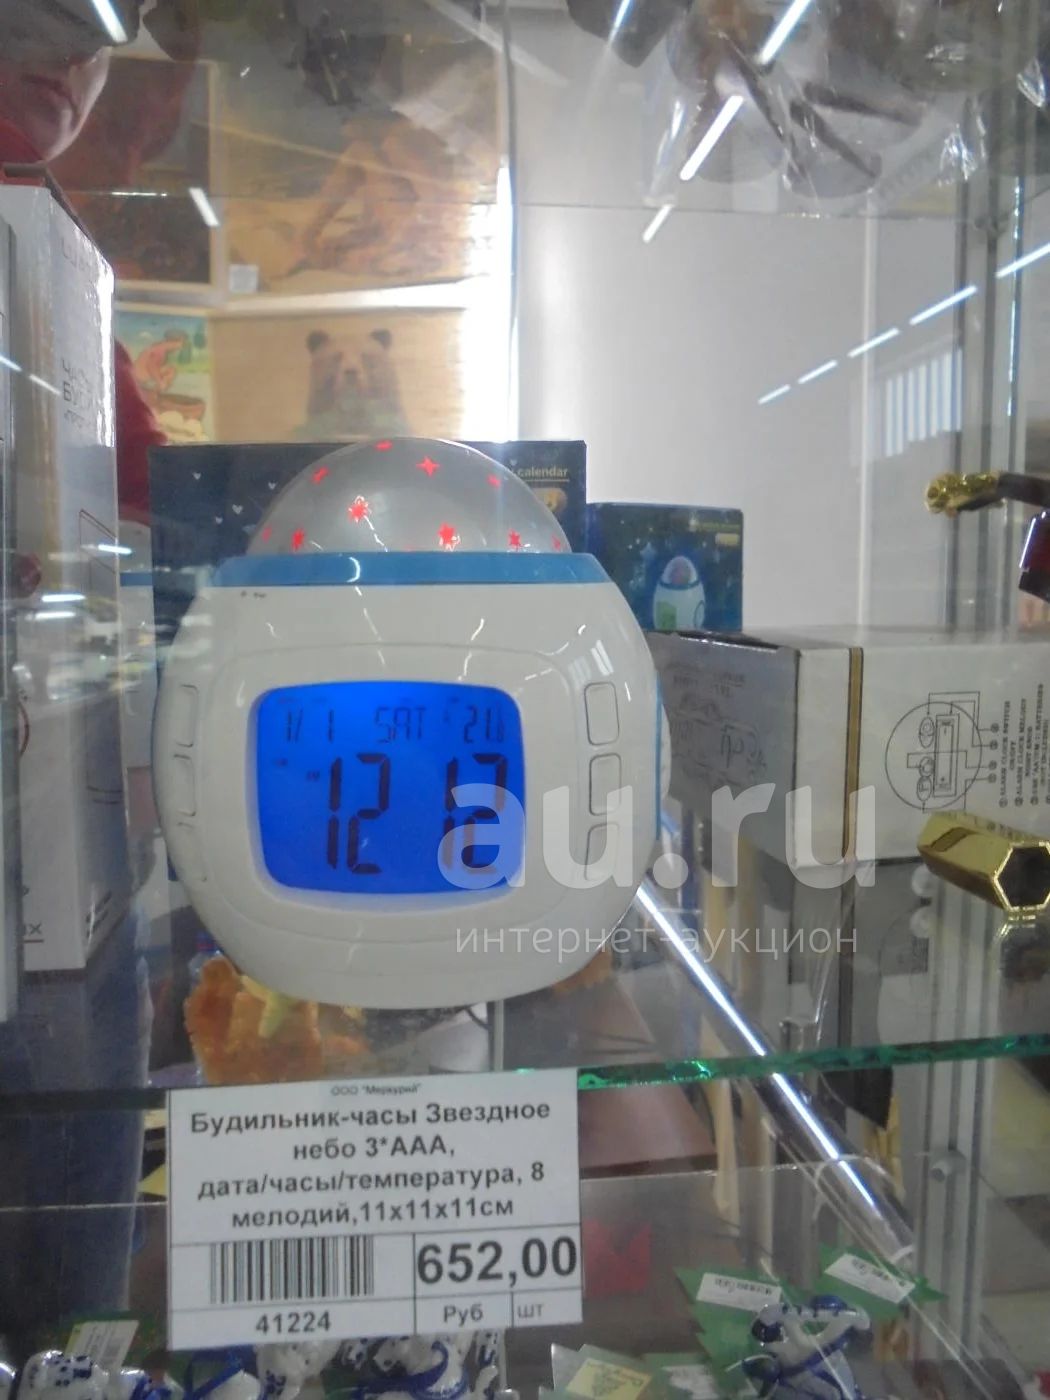 calendar
1/ 1 SAT 21.8
12 12
au.ru
интернет-аукцион
ООО "Меркурий"
Будильник-часы Звездное
небо 3*ААА,
дата/часы/температура, 8
мелодий,11х11х11см
652,00
41224
Руб
шт